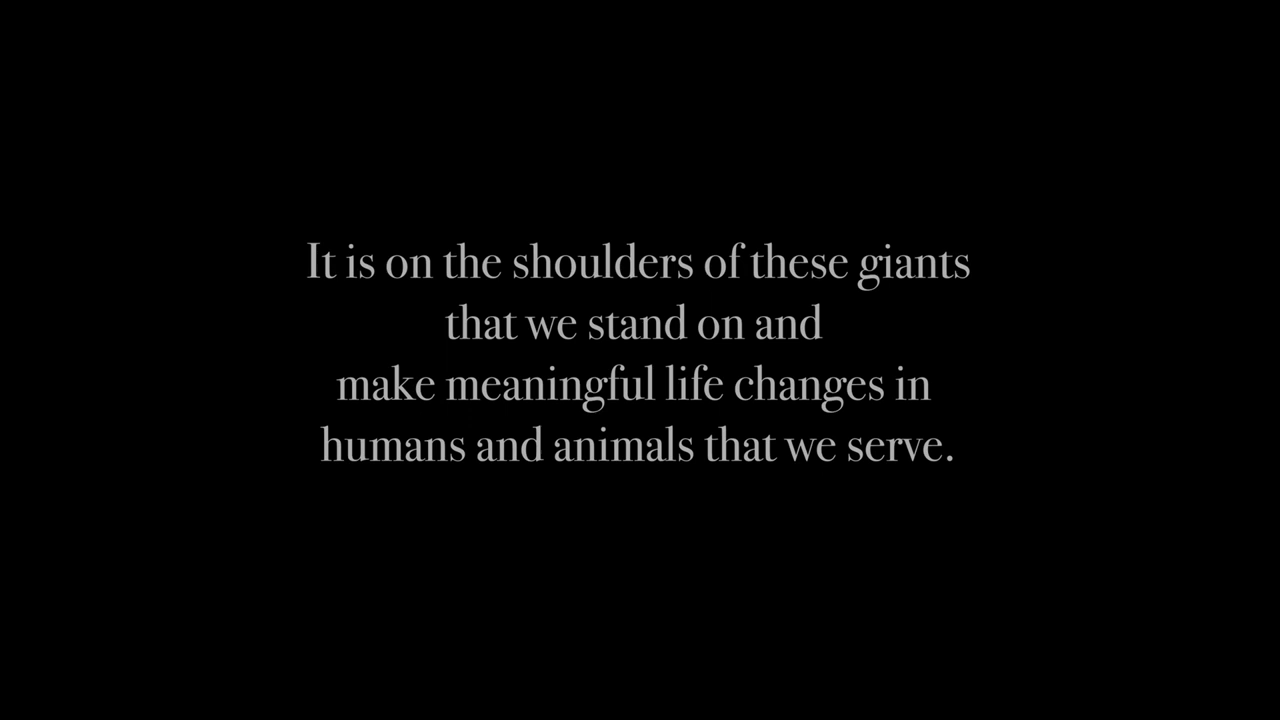 It is on the shoulders of these giants
that we stand on and
make meaningful life changes in
humans and animals that we serve.